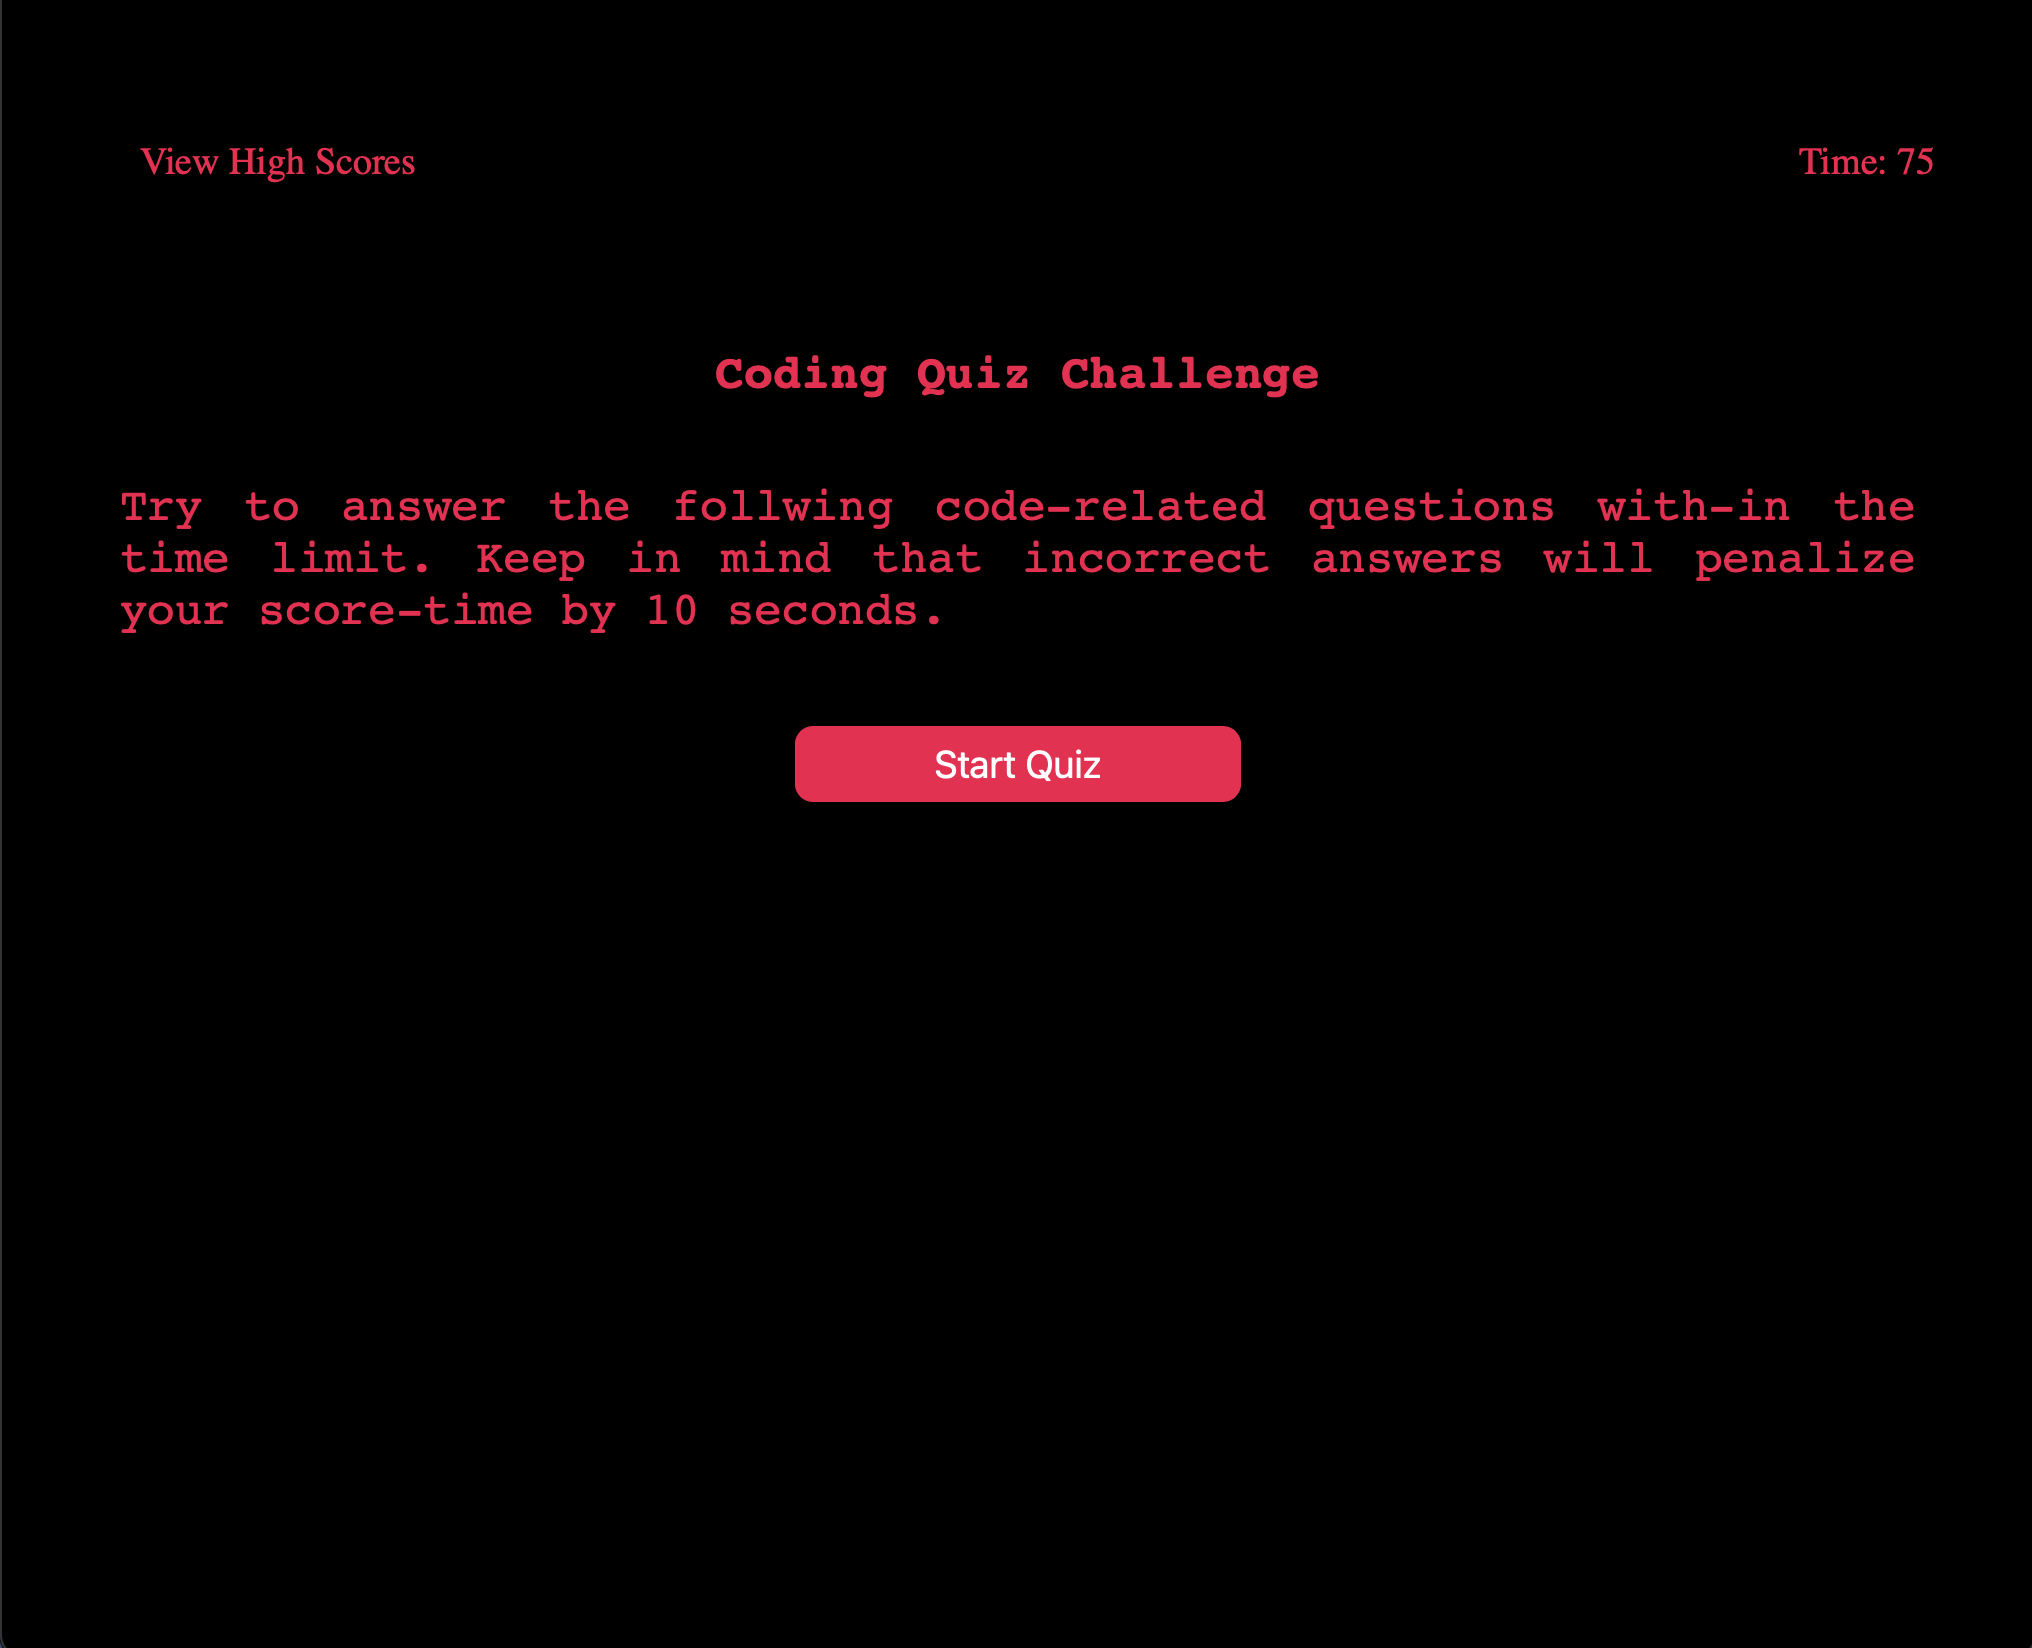 View High Scores
Time: 75
Coding Quiz Challenge
Try to answer the follwing code-related questions with-in the
time limit. Keep in mind that incorrect answers will penalize
your score-time by 10 seconds.
Start Quiz